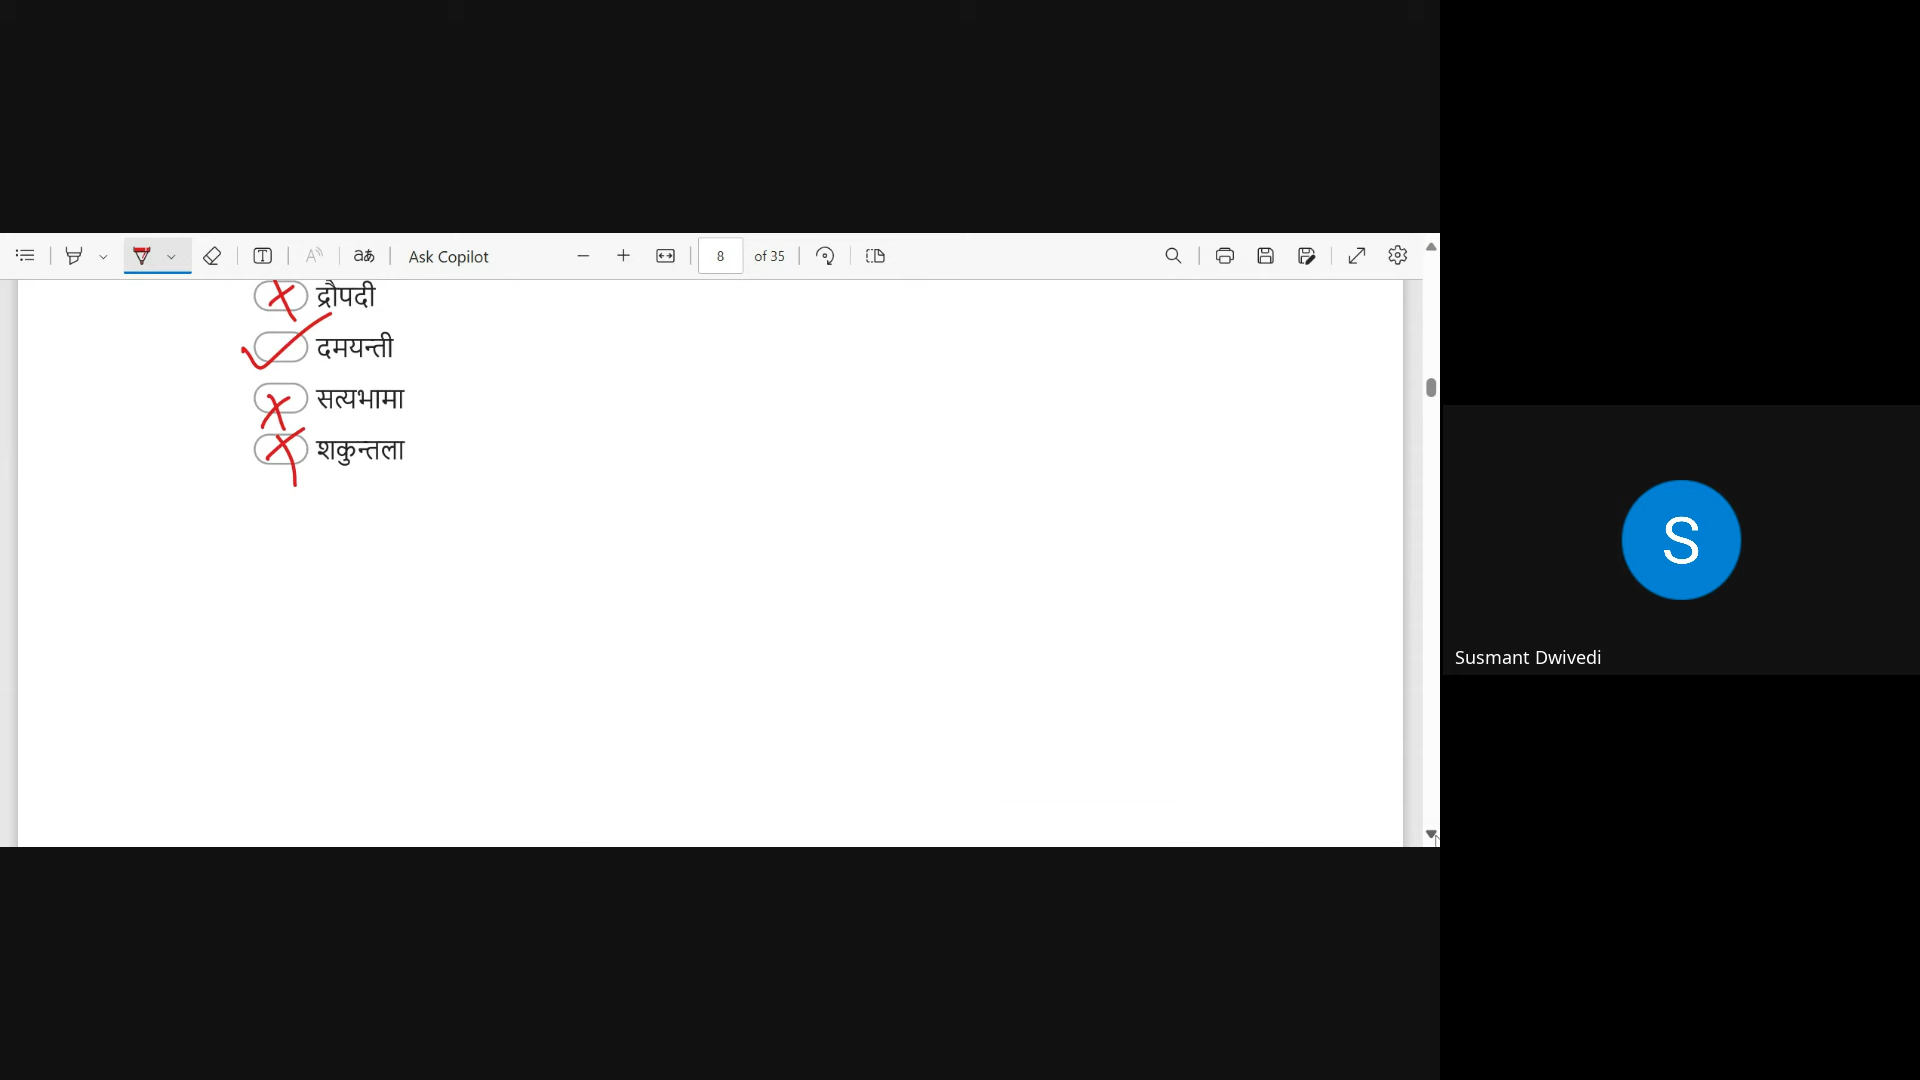 Ask Copilot
8 of 35
द्रौपदी
दमयन्ती
सत्यभामा
शकुन्तला
S
Susmant Dwivedi